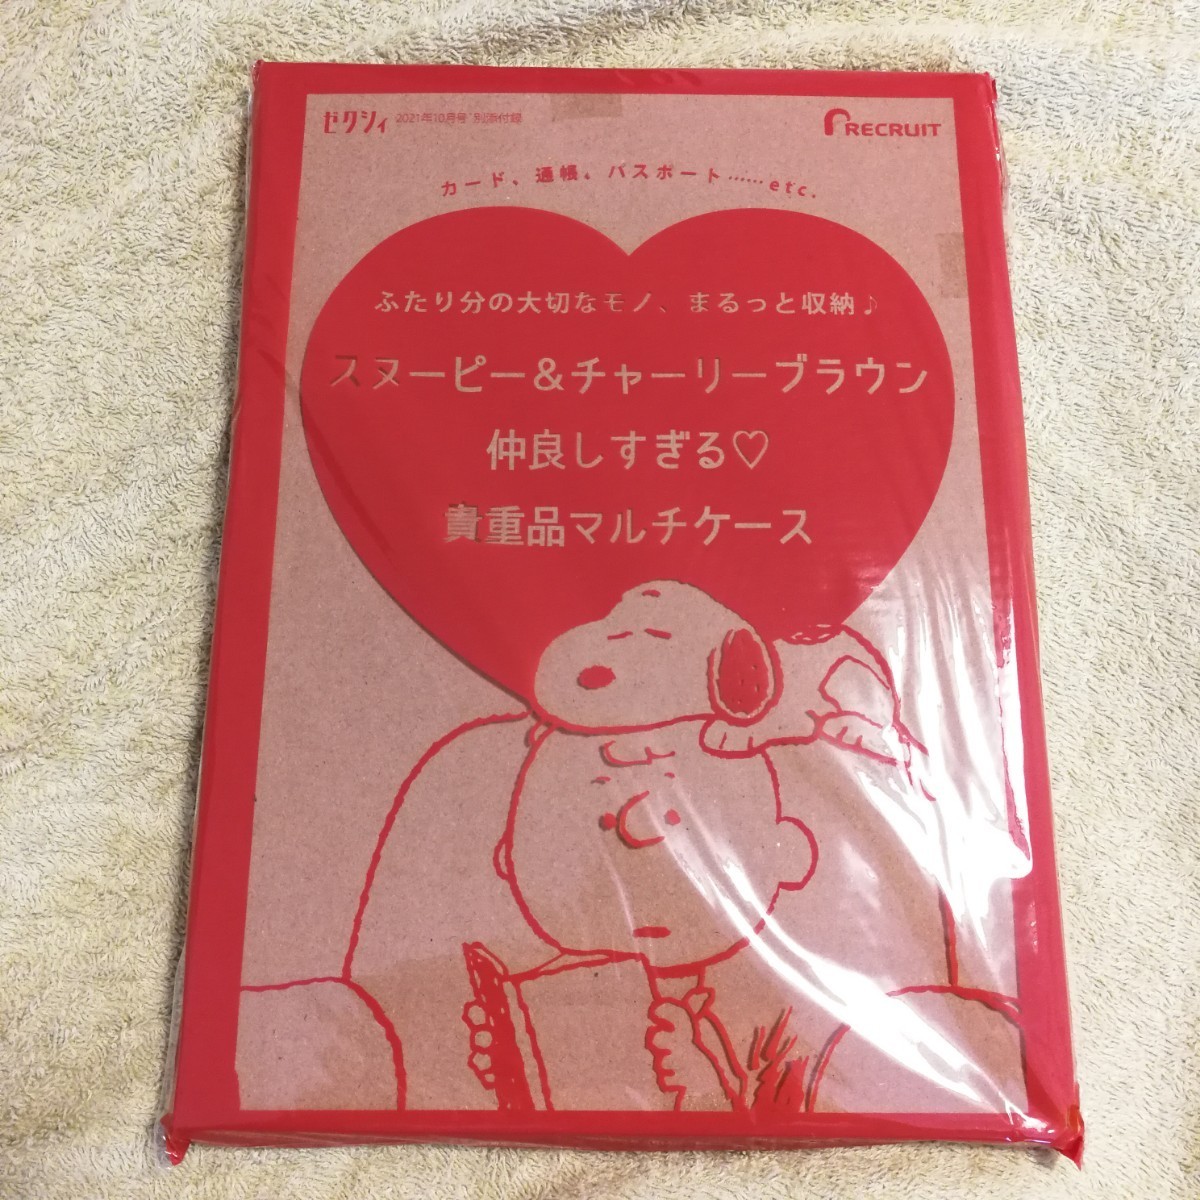 ゼクシィ 2021年10月号 別添付録
RECRUIT
カード、通帳、パスポート……etc.
ふたり分の大切なモノ、まるっと収納♪
スヌーピー&チャーリーブラウン
仲良しすぎる♡
貴重品マルチケース